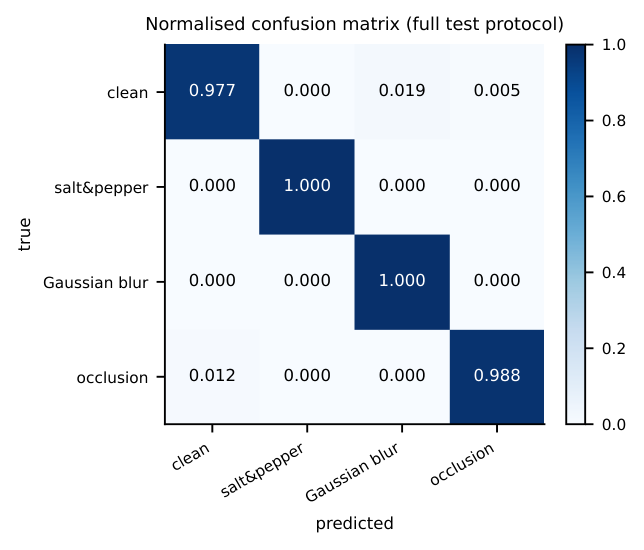 Normalised confusion matrix (full test protocol)
clean 0.977 0.000 0.019 0.005
salt&pepper 0.000 1.000 0.000 0.000
Gaussian blur 0.000 0.000 1.000 0.000
occlusion 0.012 0.000 0.000 0.988
true
clean salt&pepper Gaussian blur occlusion
predicted
1.0
0.8
0.6
0.4
0.2
0.0